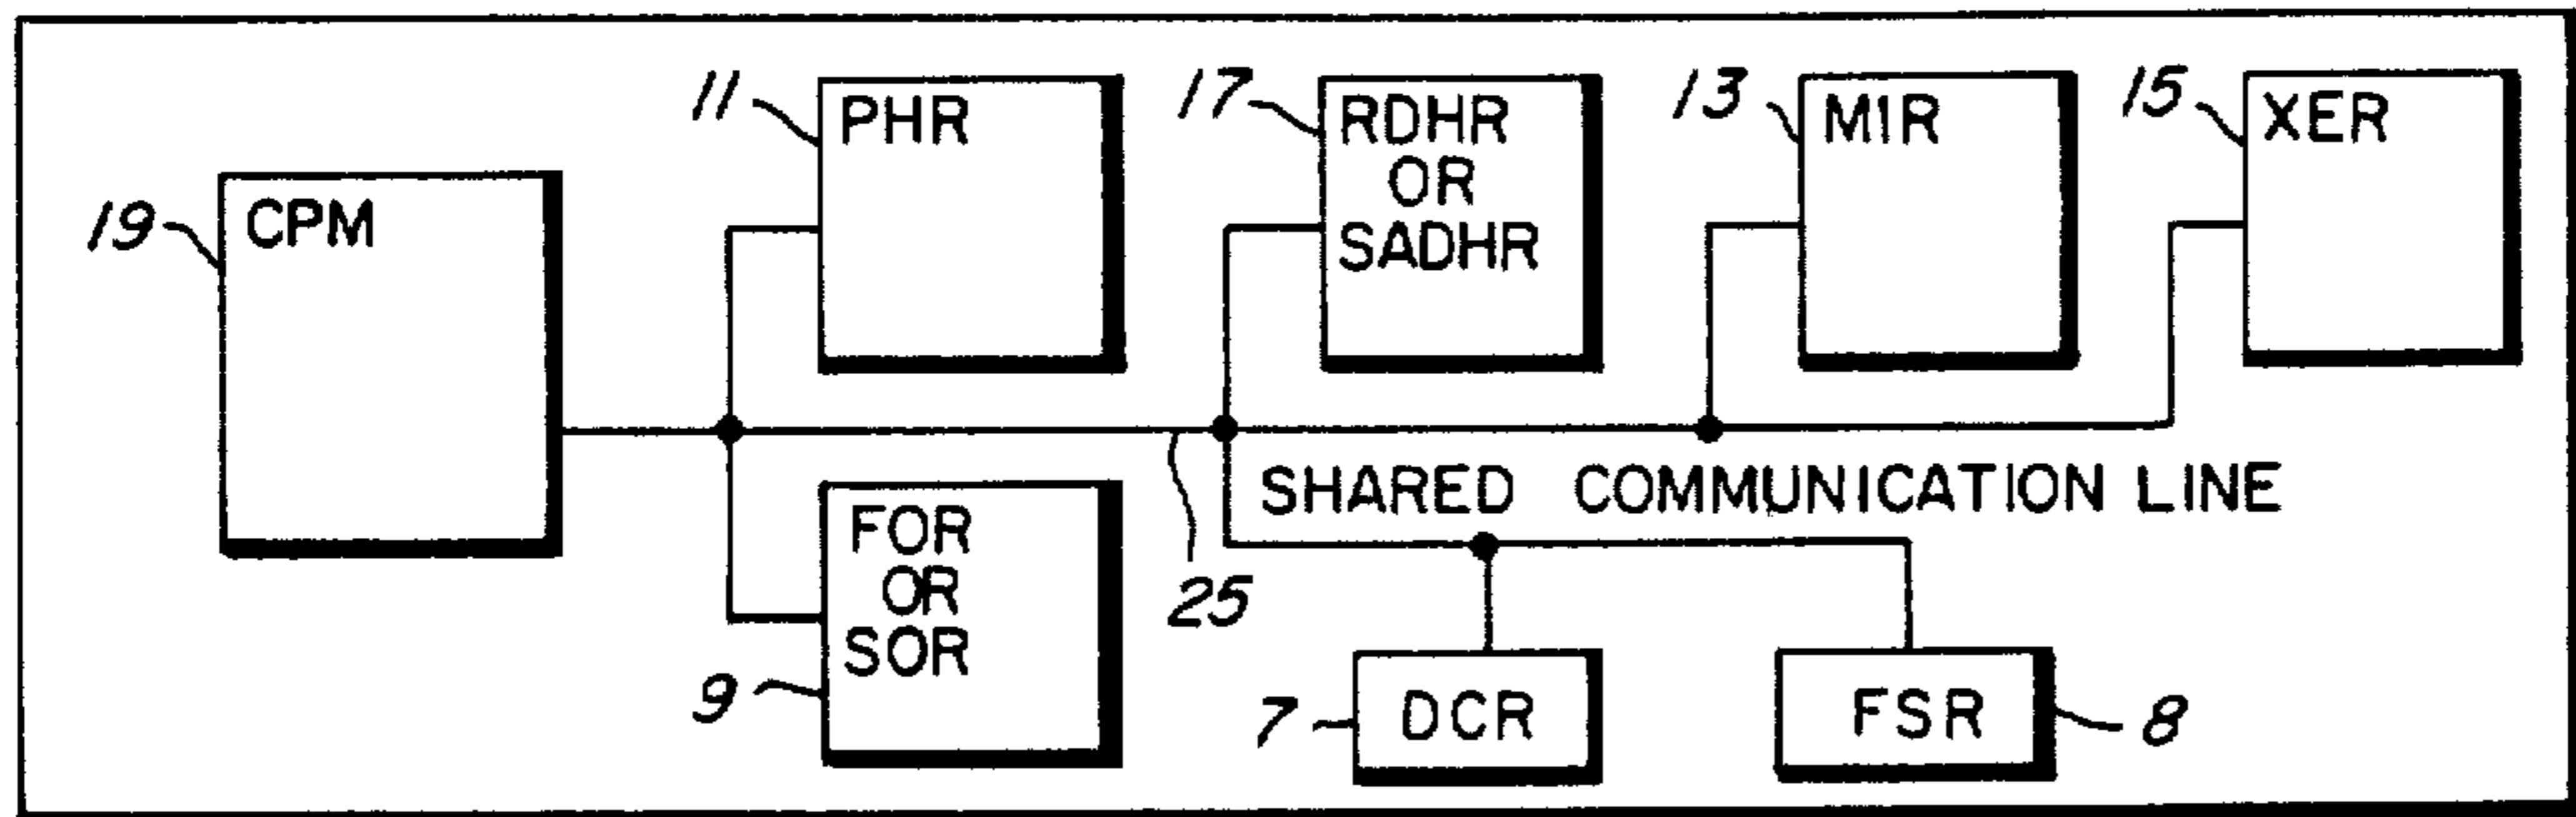 11
PHR
17
RDHR
OR
SADHR
13
MIR
15
XER
19
CPM
SHARED COMMUNICATION LINE
25
FOR
OR
SOR
9
7
DCR
FSR
8